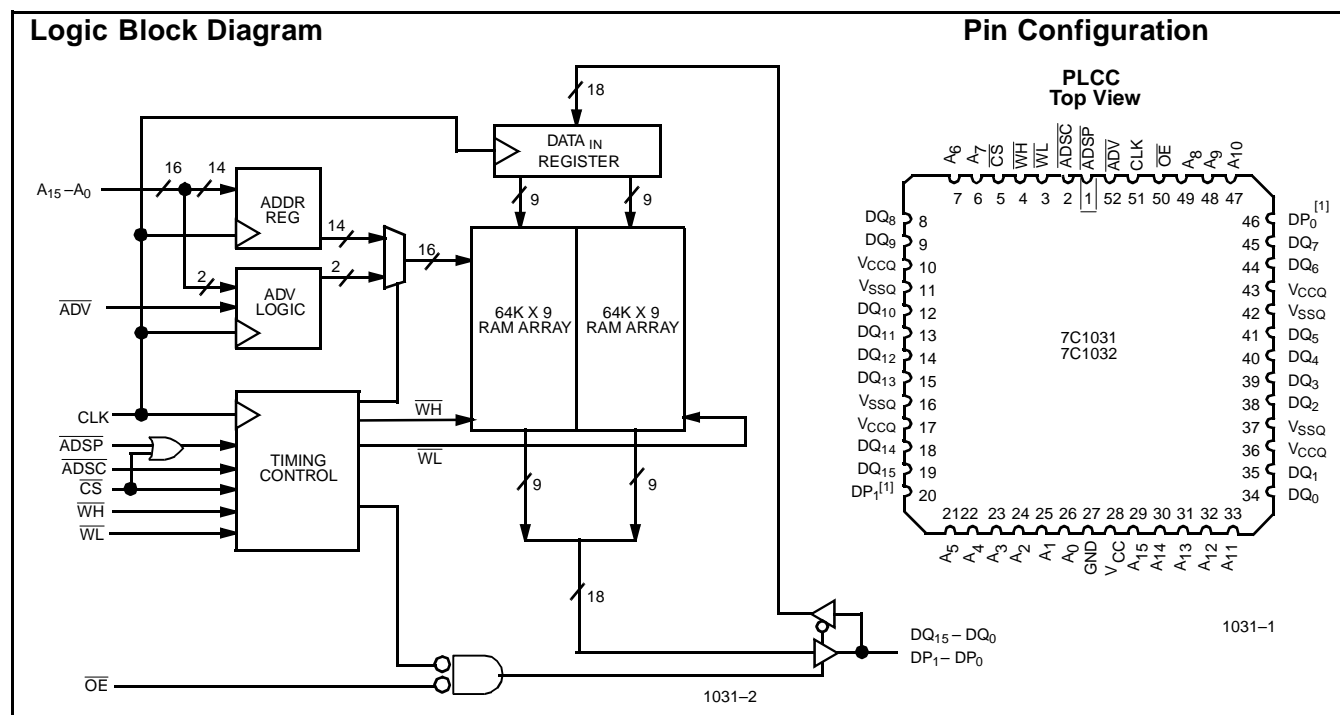 Logic Block Diagram
18
DATA IN
REGISTER
16
14
A15–A0
ADDR
REG
14
9
9
16
2
2
ADV
LOGIC
ADV
64K X 9
RAM ARRAY
64K X 9
RAM ARRAY
CLK
WH
ADSP
WL
TIMING
CONTROL
ADSC
CS
WH
WL
9
9
18
DQ15 – DQ0
DP1 – DP0
OE
1031–2
Pin Configuration
PLCC
Top View
A6 A7 CS WH WL ADSC ADSP ADV CLK OE A8 A9 A10
7 6 5 4 3 2 1 52 51 50 49 48 47
DQ8 8
DQ9 9
VCCQ 10
VSSQ 11
DQ10 12
DQ11 13
DQ12 14
DQ13 15
VSSQ 16
VCCQ 17
DQ14 18
DQ15 19
DP1[1] 20
7C1031
7C1032
46 DP0[1]
45 DQ7
44 DQ6
43 VCCQ
42 VSSQ
41 DQ5
40 DQ4
39 DQ3
38 DQ2
37 VSSQ
36 VCCQ
35 DQ1
34 DQ0
21 22 23 24 25 26 27 28 29 30 31 32 33
A5 A4 A3 A2 A1 A0 GND VCC A15 A14 A13 A12 A11
1031–1